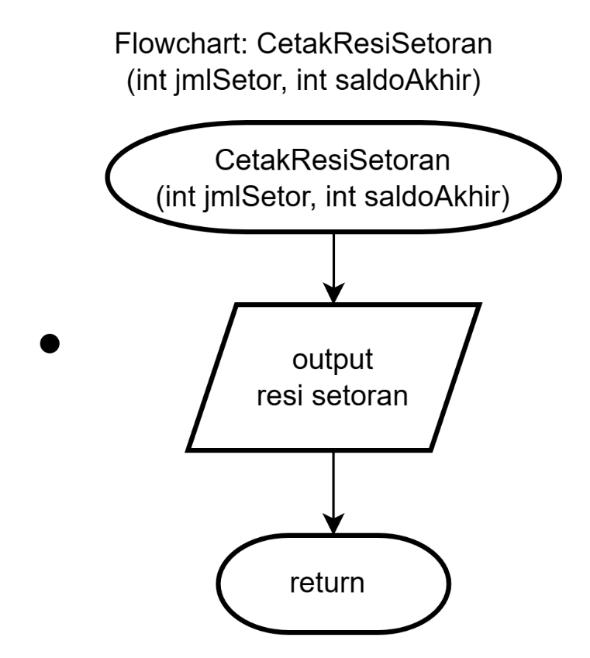 Flowchart: CetakResiSetoran
(int jmlSetor, int saldoAkhir)
CetakResiSetoran
(int jmlSetor, int saldoAkhir)
output
resi setoran
return